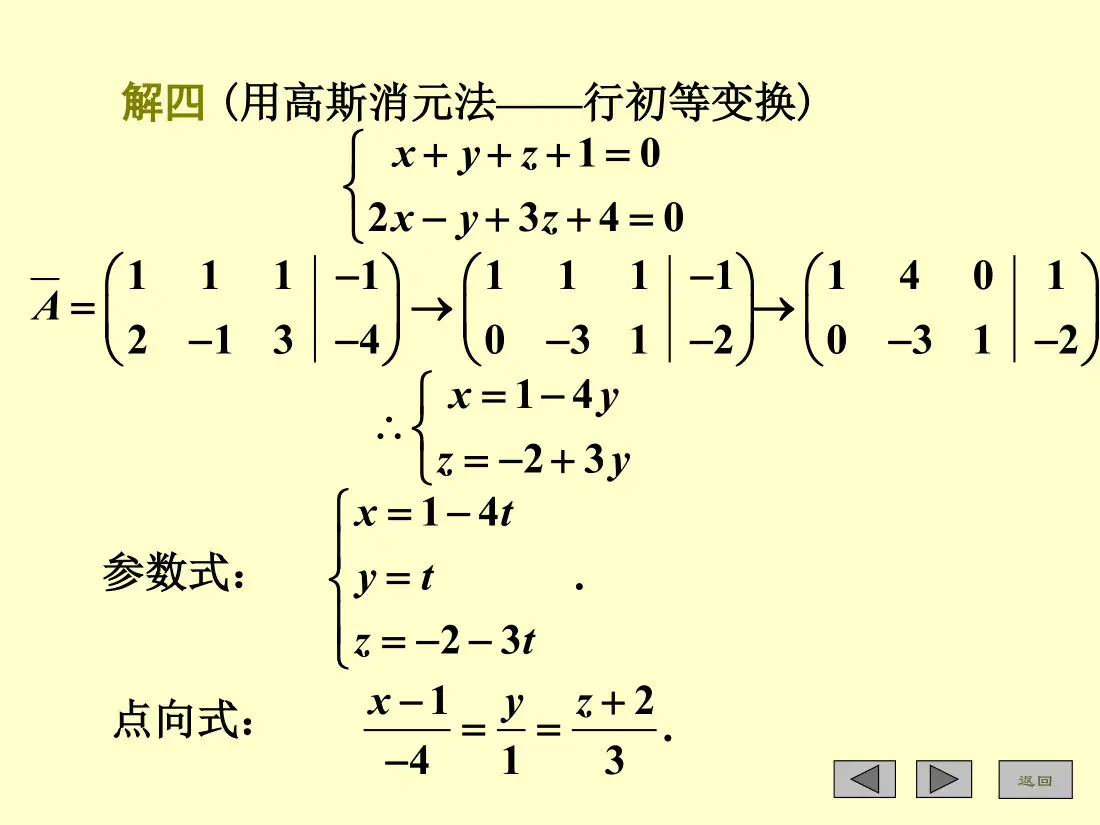 解四 (用高斯消元法——行初等变换)
{ x + y + z + 1 = 0
2x − y + 3z + 4 = 0
A̅ = ( 1 1 1 | −1 ; 2 −1 3 | −4 ) → ( 1 1 1 | −1 ; 0 −3 1 | −2 ) → ( 1 4 0 | 1 ; 0 −3 1 | −2 )
∴ { x = 1 − 4y
z = −2 + 3y
x = 1 − 4t
参数式： { y = t .
z = −2 − 3t
点向式： (x − 1)/(−4) = y/1 = (z + 2)/3 .
返回